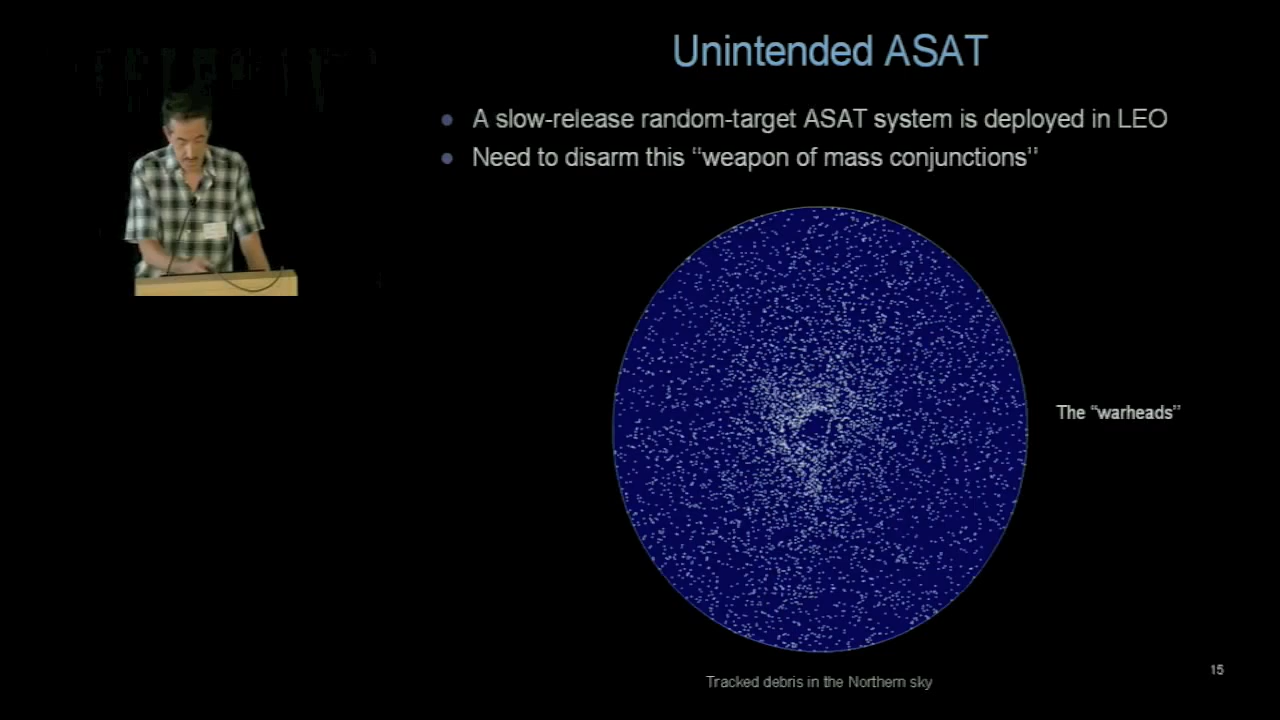 Unintended ASAT
A slow-release random-target ASAT system is deployed in LEO
Need to disarm this “weapon of mass conjunctions”
The “warheads”
Tracked debris in the Northern sky
15